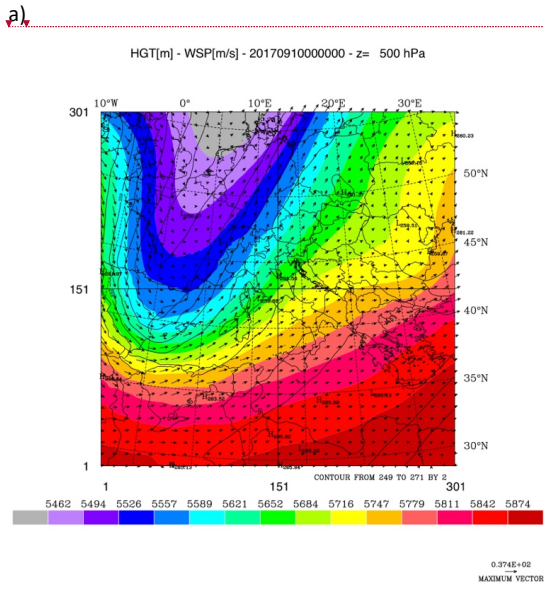 a)
HGT[m] - WSP[m/s] - 20170910000000 - z= 500 hPa
10°W 0° 10°E 20°E 30°E
301
50°N
45°N
151
40°N
35°N
30°N
1
CONTOUR FROM 249 TO 271 BY 2
1 151 301
5462 5494 5526 5557 5589 5621 5652 5684 5716 5747 5779 5811 5842 5874
0.374E+02
MAXIMUM VECTOR